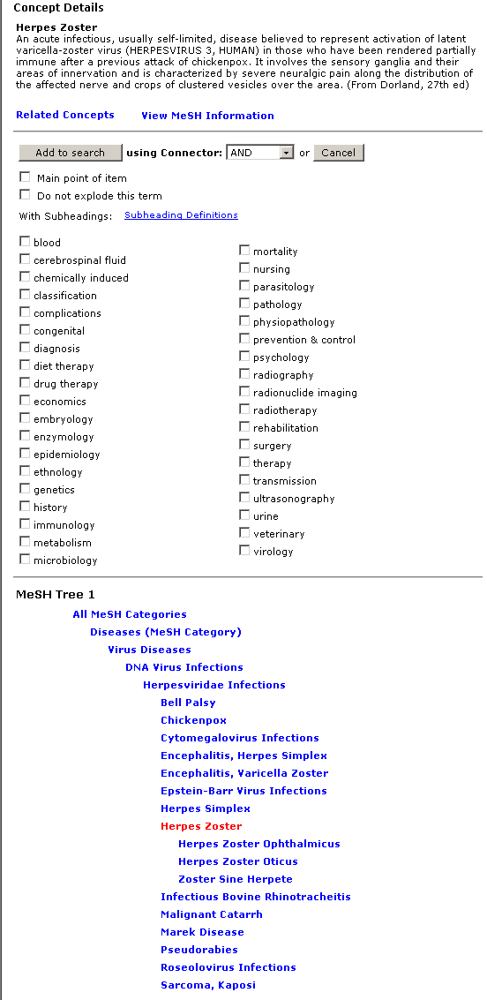 Concept Details
Herpes Zoster
An acute infectious, usually self-limited, disease believed to represent activation of latent
varicella-zoster virus (HERPESVIRUS 3, HUMAN) in those who have been rendered partially
immune after a previous attack of chickenpox. It involves the sensory ganglia and their
areas of innervation and is characterized by severe neuralgic pain along the distribution of
the affected nerve and crops of clustered vesicles over the area. (From Dorland, 27th ed)
Related Concepts View MeSH Information
Add to search using Connector: AND or Cancel
Main point of item
Do not explode this term
With Subheadings: Subheading Definitions
blood
cerebrospinal fluid
chemically induced
classification
complications
congenital
diagnosis
diet therapy
drug therapy
economics
embryology
enzymology
epidemiology
ethnology
genetics
history
immunology
metabolism
microbiology
mortality
nursing
parasitology
pathology
physiopathology
prevention & control
psychology
radiography
radionuclide imaging
radiotherapy
rehabilitation
surgery
therapy
transmission
ultrasonography
urine
veterinary
virology
MeSH Tree 1
All MeSH Categories
Diseases (MeSH Category)
Virus Diseases
DNA Virus Infections
Herpesviridae Infections
Bell Palsy
Chickenpox
Cytomegalovirus Infections
Encephalitis, Herpes Simplex
Encephalitis, Varicella Zoster
Epstein-Barr Virus Infections
Herpes Simplex
Herpes Zoster
Herpes Zoster Ophthalmicus
Herpes Zoster Oticus
Zoster Sine Herpete
Infectious Bovine Rhinotracheitis
Malignant Catarrh
Marek Disease
Pseudorabies
Roseolovirus Infections
Sarcoma, Kaposi